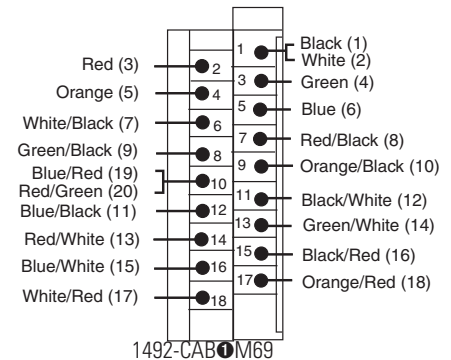 1 Black (1)
White (2)
Red (3) 2
3 Green (4)
Orange (5) 4
5 Blue (6)
White/Black (7) 6
7 Red/Black (8)
Green/Black (9) 8
9 Orange/Black (10)
Blue/Red (19)
Red/Green (20) 10
11 Black/White (12)
Blue/Black (11) 12
13 Green/White (14)
Red/White (13) 14
15 Black/Red (16)
Blue/White (15) 16
17 Orange/Red (18)
White/Red (17) 18
1492-CAB❶M69